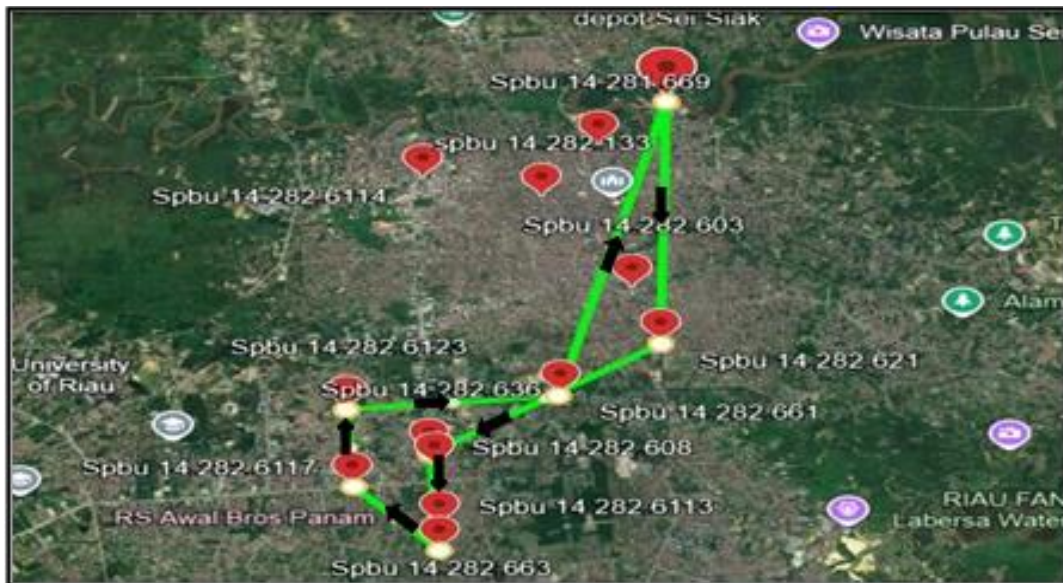 depot Sei Siak
Wisata Pulau Se
Spbu 14 281 669
spbu 14 282 133
Spbu 14 282 6114
Spbu 14 282 603
Alam
Spbu 14 282 6123
Spbu 14 282 621
University
of Riau
Spbu 14 282 636
Spbu 14 282 661
Spbu 14 282 608
Spbu 14 282 6117
Spbu 14 282 6113
RS Awal Bros Panam
RIAU FAN
Labersa Wate
Spbu 14 282 663